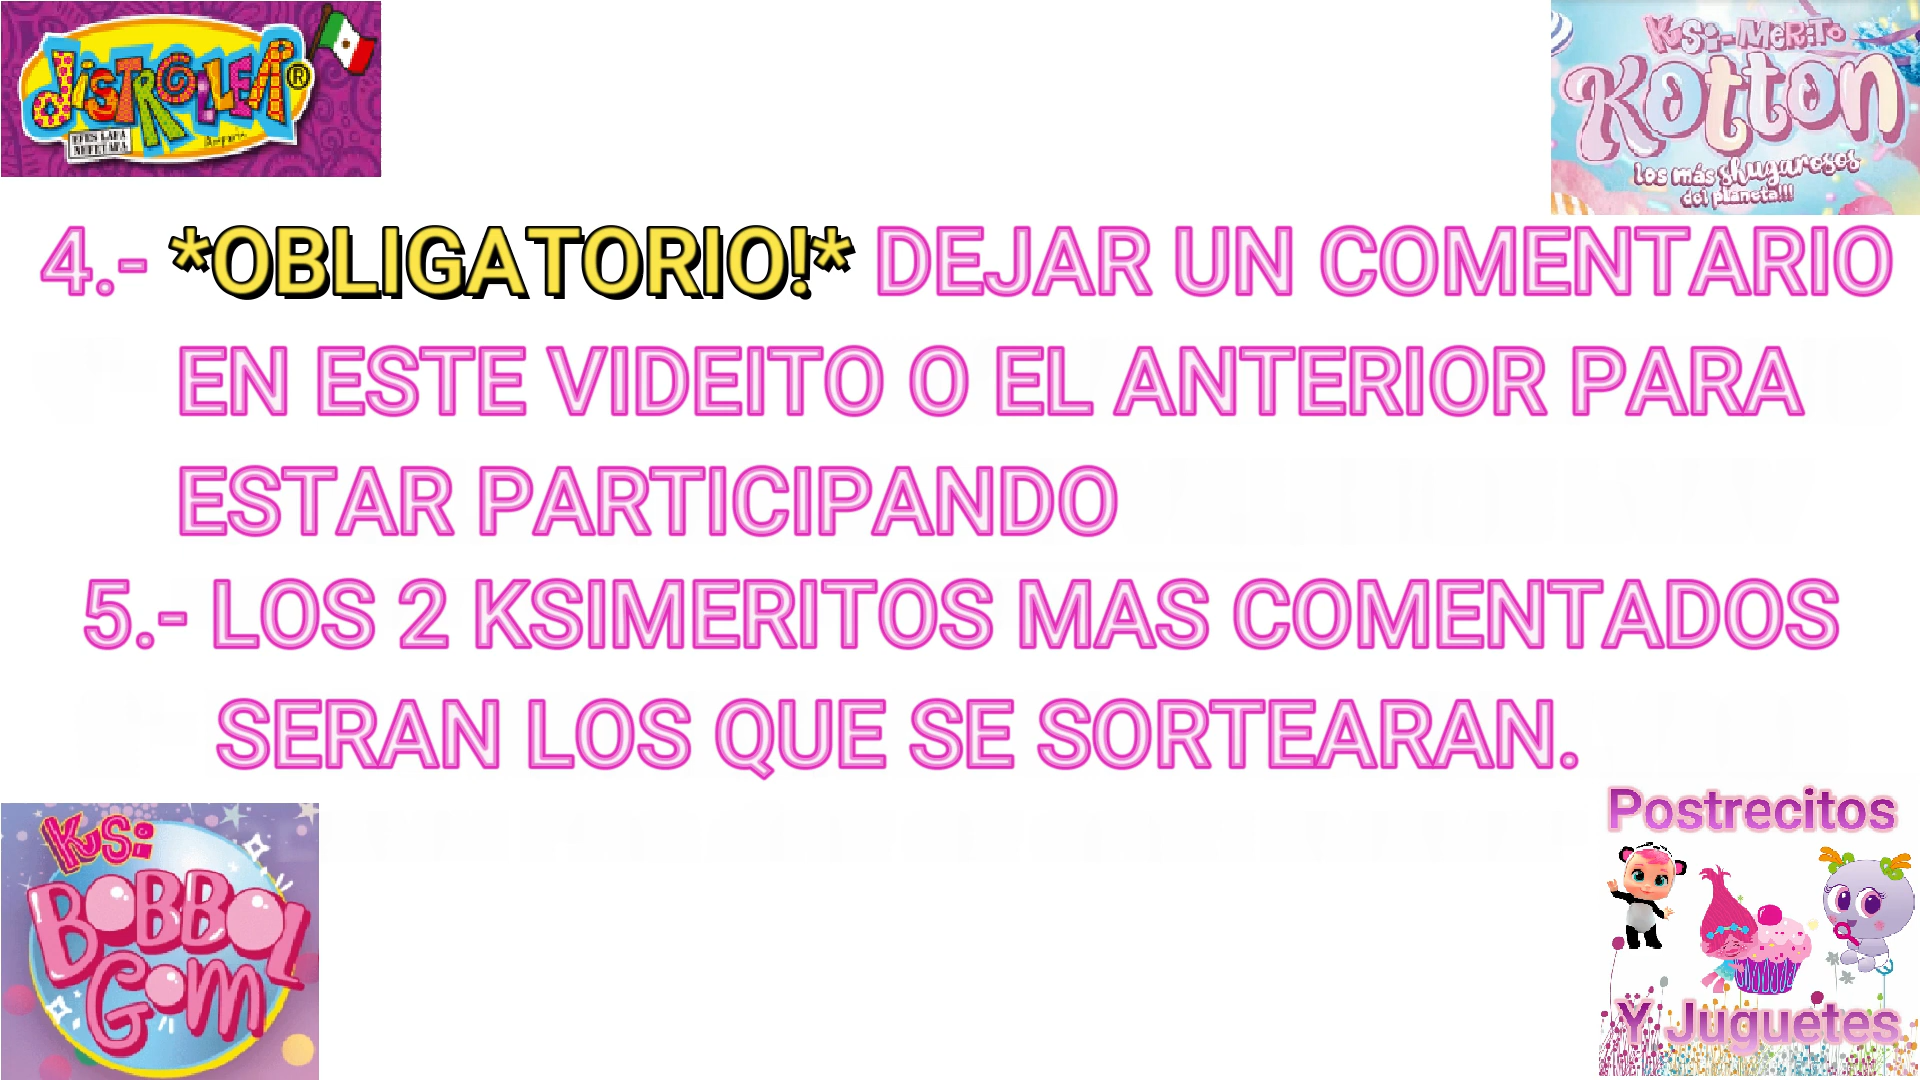 DISTROLLER®
KSI-MERITO
KOTTON
los más shugarosos
del planeta!!!
4.- *OBLIGATORIO!* DEJAR UN COMENTARIO
EN ESTE VIDEITO O EL ANTERIOR PARA
ESTAR PARTICIPANDO
5.- LOS 2 KSIMERITOS MAS COMENTADOS
SERAN LOS QUE SE SORTEARAN.
KSI
BOBBOL
GOM
Postrecitos
Y Juguetes